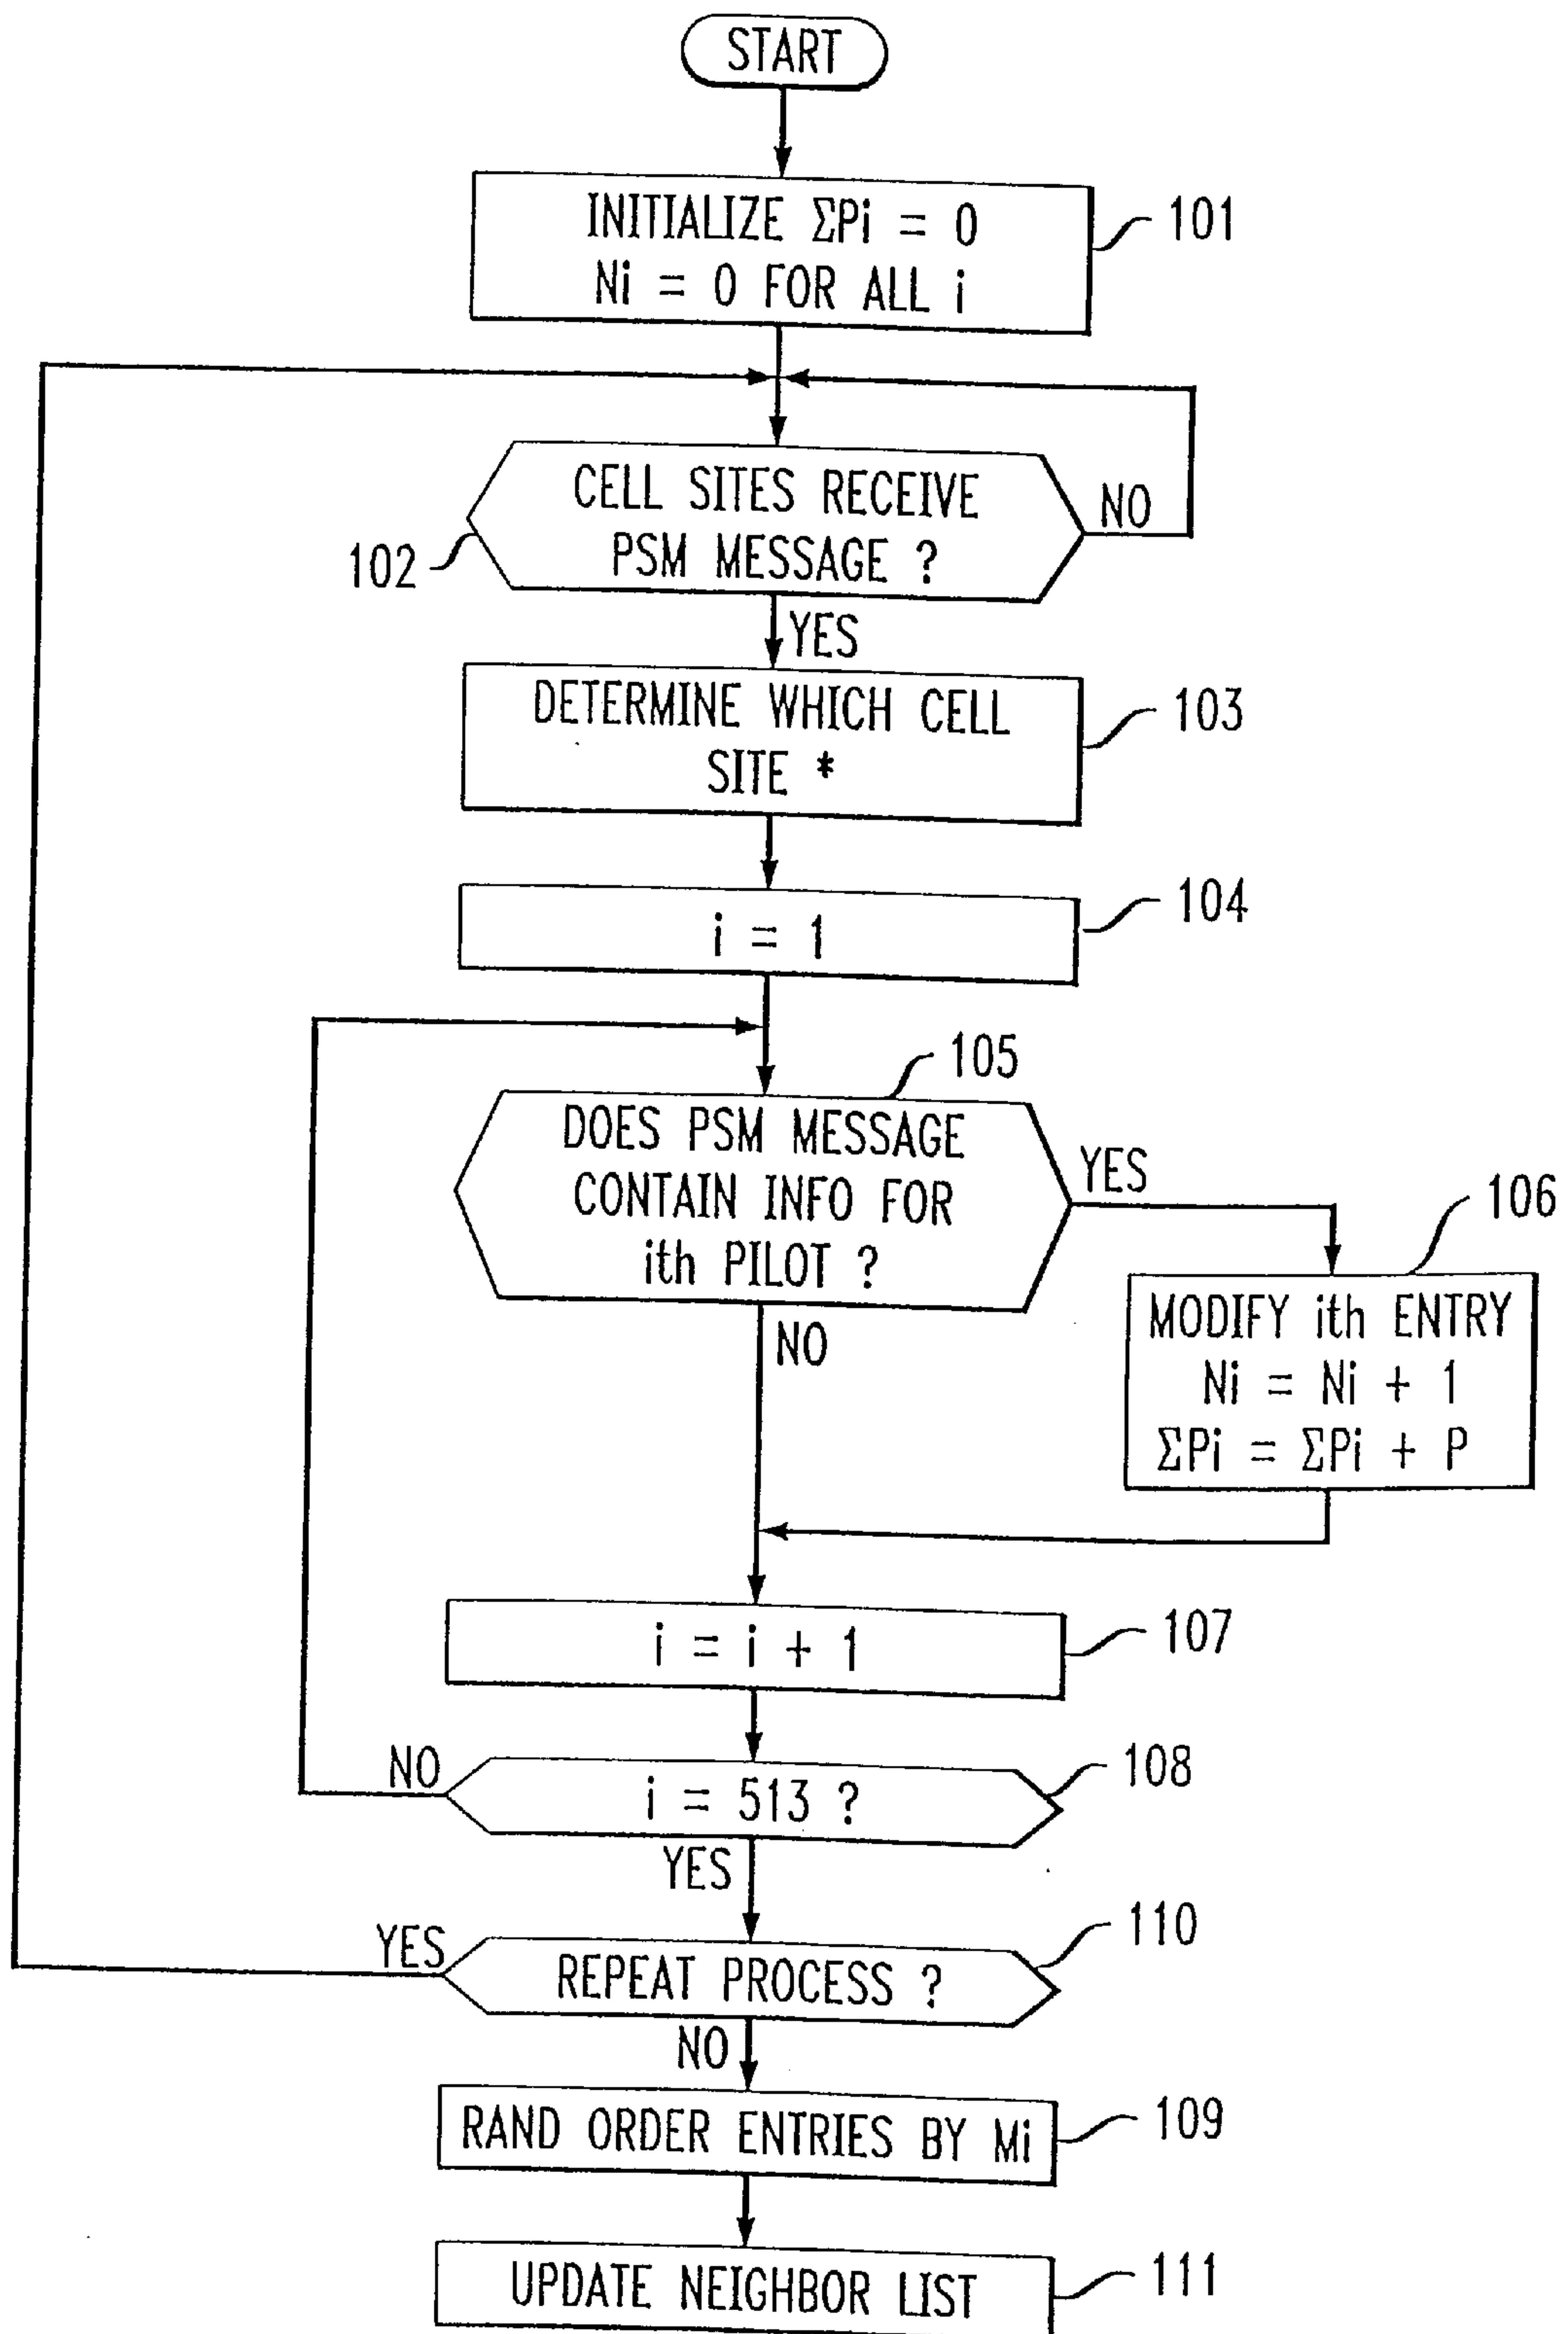 START
INITIALIZE ΣPi = 0
Ni = 0 FOR ALL i
101
CELL SITES RECEIVE
PSM MESSAGE ?
NO
102
YES
DETERMINE WHICH CELL
SITE *
103
i = 1
104
105
DOES PSM MESSAGE
CONTAIN INFO FOR
ith PILOT ?
YES
106
NO
MODIFY ith ENTRY
Ni = Ni + 1
ΣPi = ΣPi + P
i = i + 1
107
NO
i = 513 ?
108
YES
YES
REPEAT PROCESS ?
110
NO
RAND ORDER ENTRIES BY Mi
109
UPDATE NEIGHBOR LIST
111